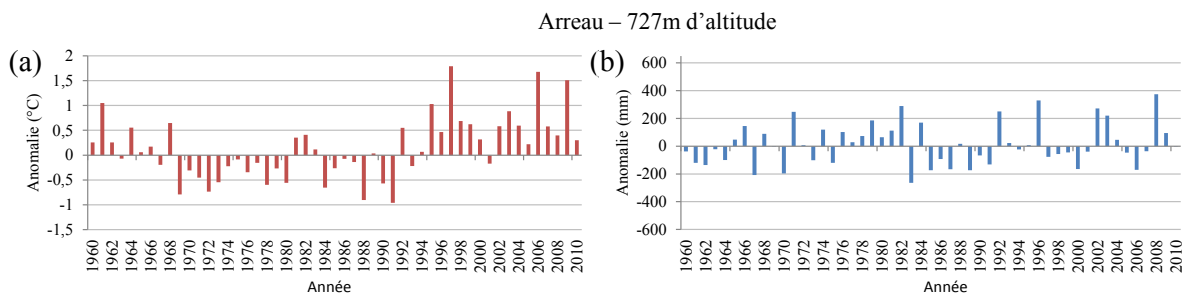 Arreau – 727m d'altitude
(a)
Anomalie (°C)
2
1,5
1
0,5
0
-0,5
-1
-1,5
1960 1962 1964 1966 1968 1970 1972 1974 1976 1978 1980 1982 1984 1986 1988 1990 1992 1994 1996 1998 2000 2002 2004 2006 2008 2010
Année
(b)
Anomalie (mm)
600
400
200
0
-200
-400
-600
1960 1962 1964 1966 1968 1970 1972 1974 1976 1978 1980 1982 1984 1986 1988 1990 1992 1994 1996 1998 2000 2002 2004 2006 2008 2010
Année